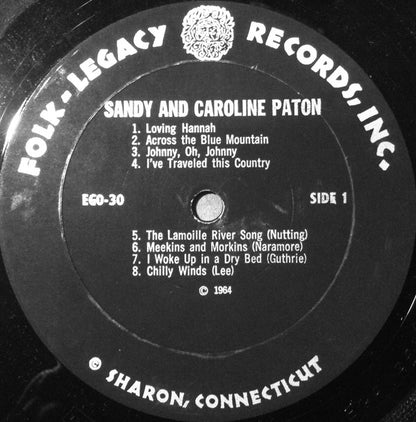 FOLK-LEGACY RECORDS, INC.
SANDY AND CAROLINE PATON
1. Loving Hannah
2. Across the Blue Mountain
3. Johnny, Oh, Johnny
4. I've Traveled this Country
EGO-30
SIDE 1
5. The Lamoille River Song (Nutting)
6. Meekins and Morkins (Naramore)
7. I Woke Up in a Dry Bed (Guthrie)
8. Chilly Winds (Lee)
© 1964
© SHARON, CONNECTICUT